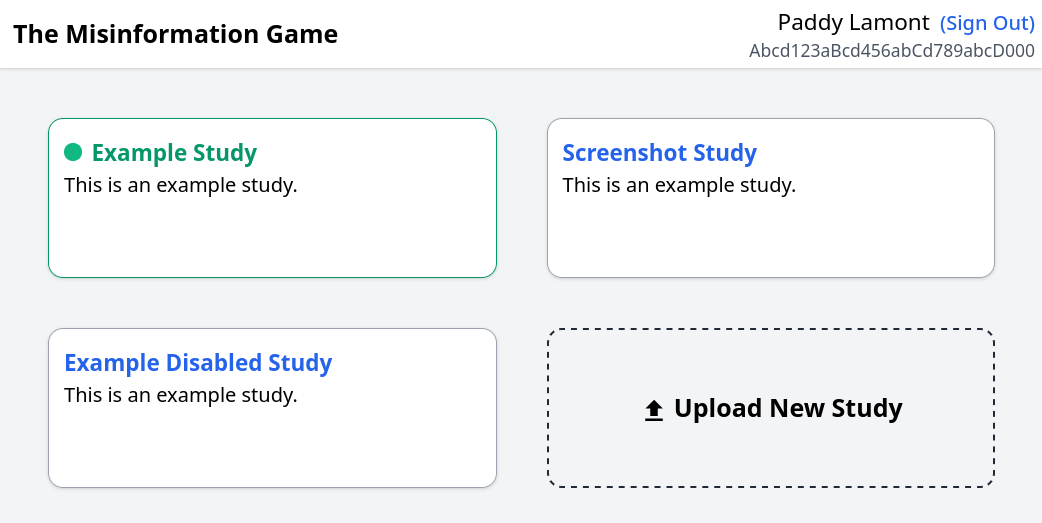 The Misinformation Game
Paddy Lamont (Sign Out)
Abcd123aBcd456abCd789abcD000
Example Study
This is an example study.
Screenshot Study
This is an example study.
Example Disabled Study
This is an example study.
Upload New Study